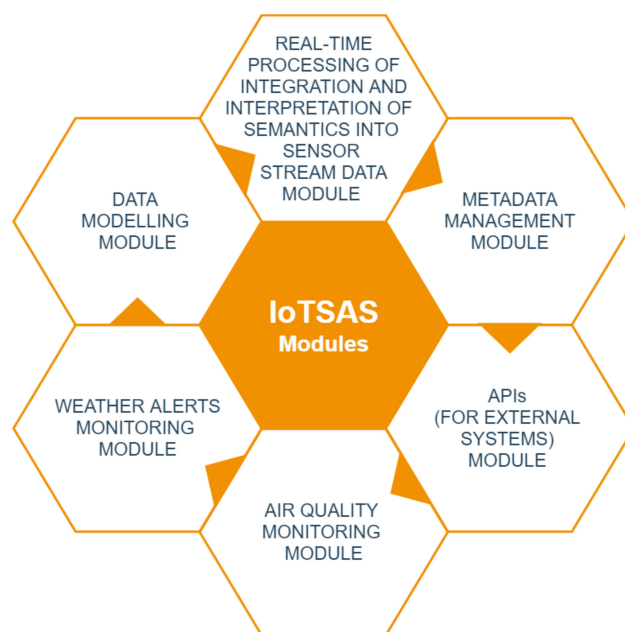 REAL-TIME
PROCESSING OF
INTEGRATION AND
INTERPRETATION OF
SEMANTICS INTO
SENSOR
STREAM DATA
MODULE
DATA
MODELLING
MODULE
METADATA
MANAGEMENT
MODULE
IoTSAS
Modules
WEATHER ALERTS
MONITORING
MODULE
APIs
(FOR EXTERNAL
SYSTEMS)
MODULE
AIR QUALITY
MONITORING
MODULE